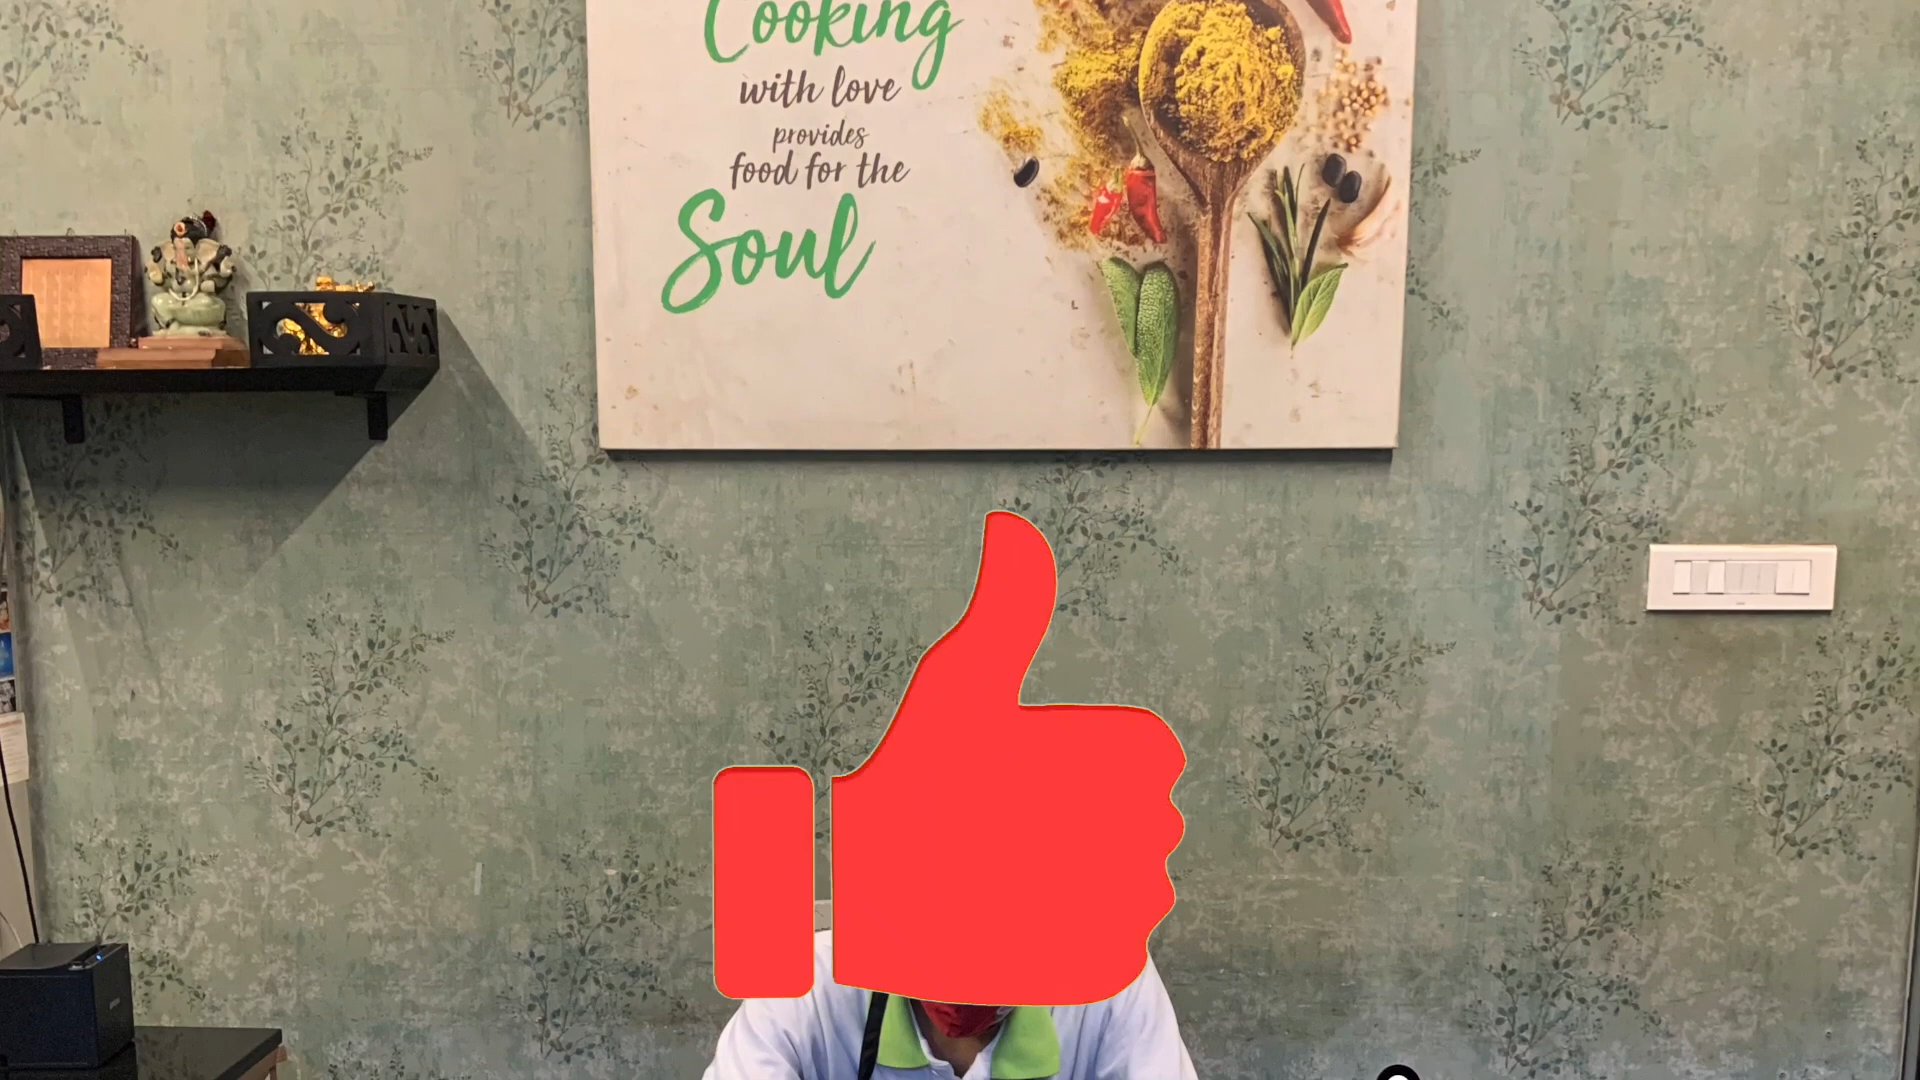 Cooking
with love
provides
food for the
Soul